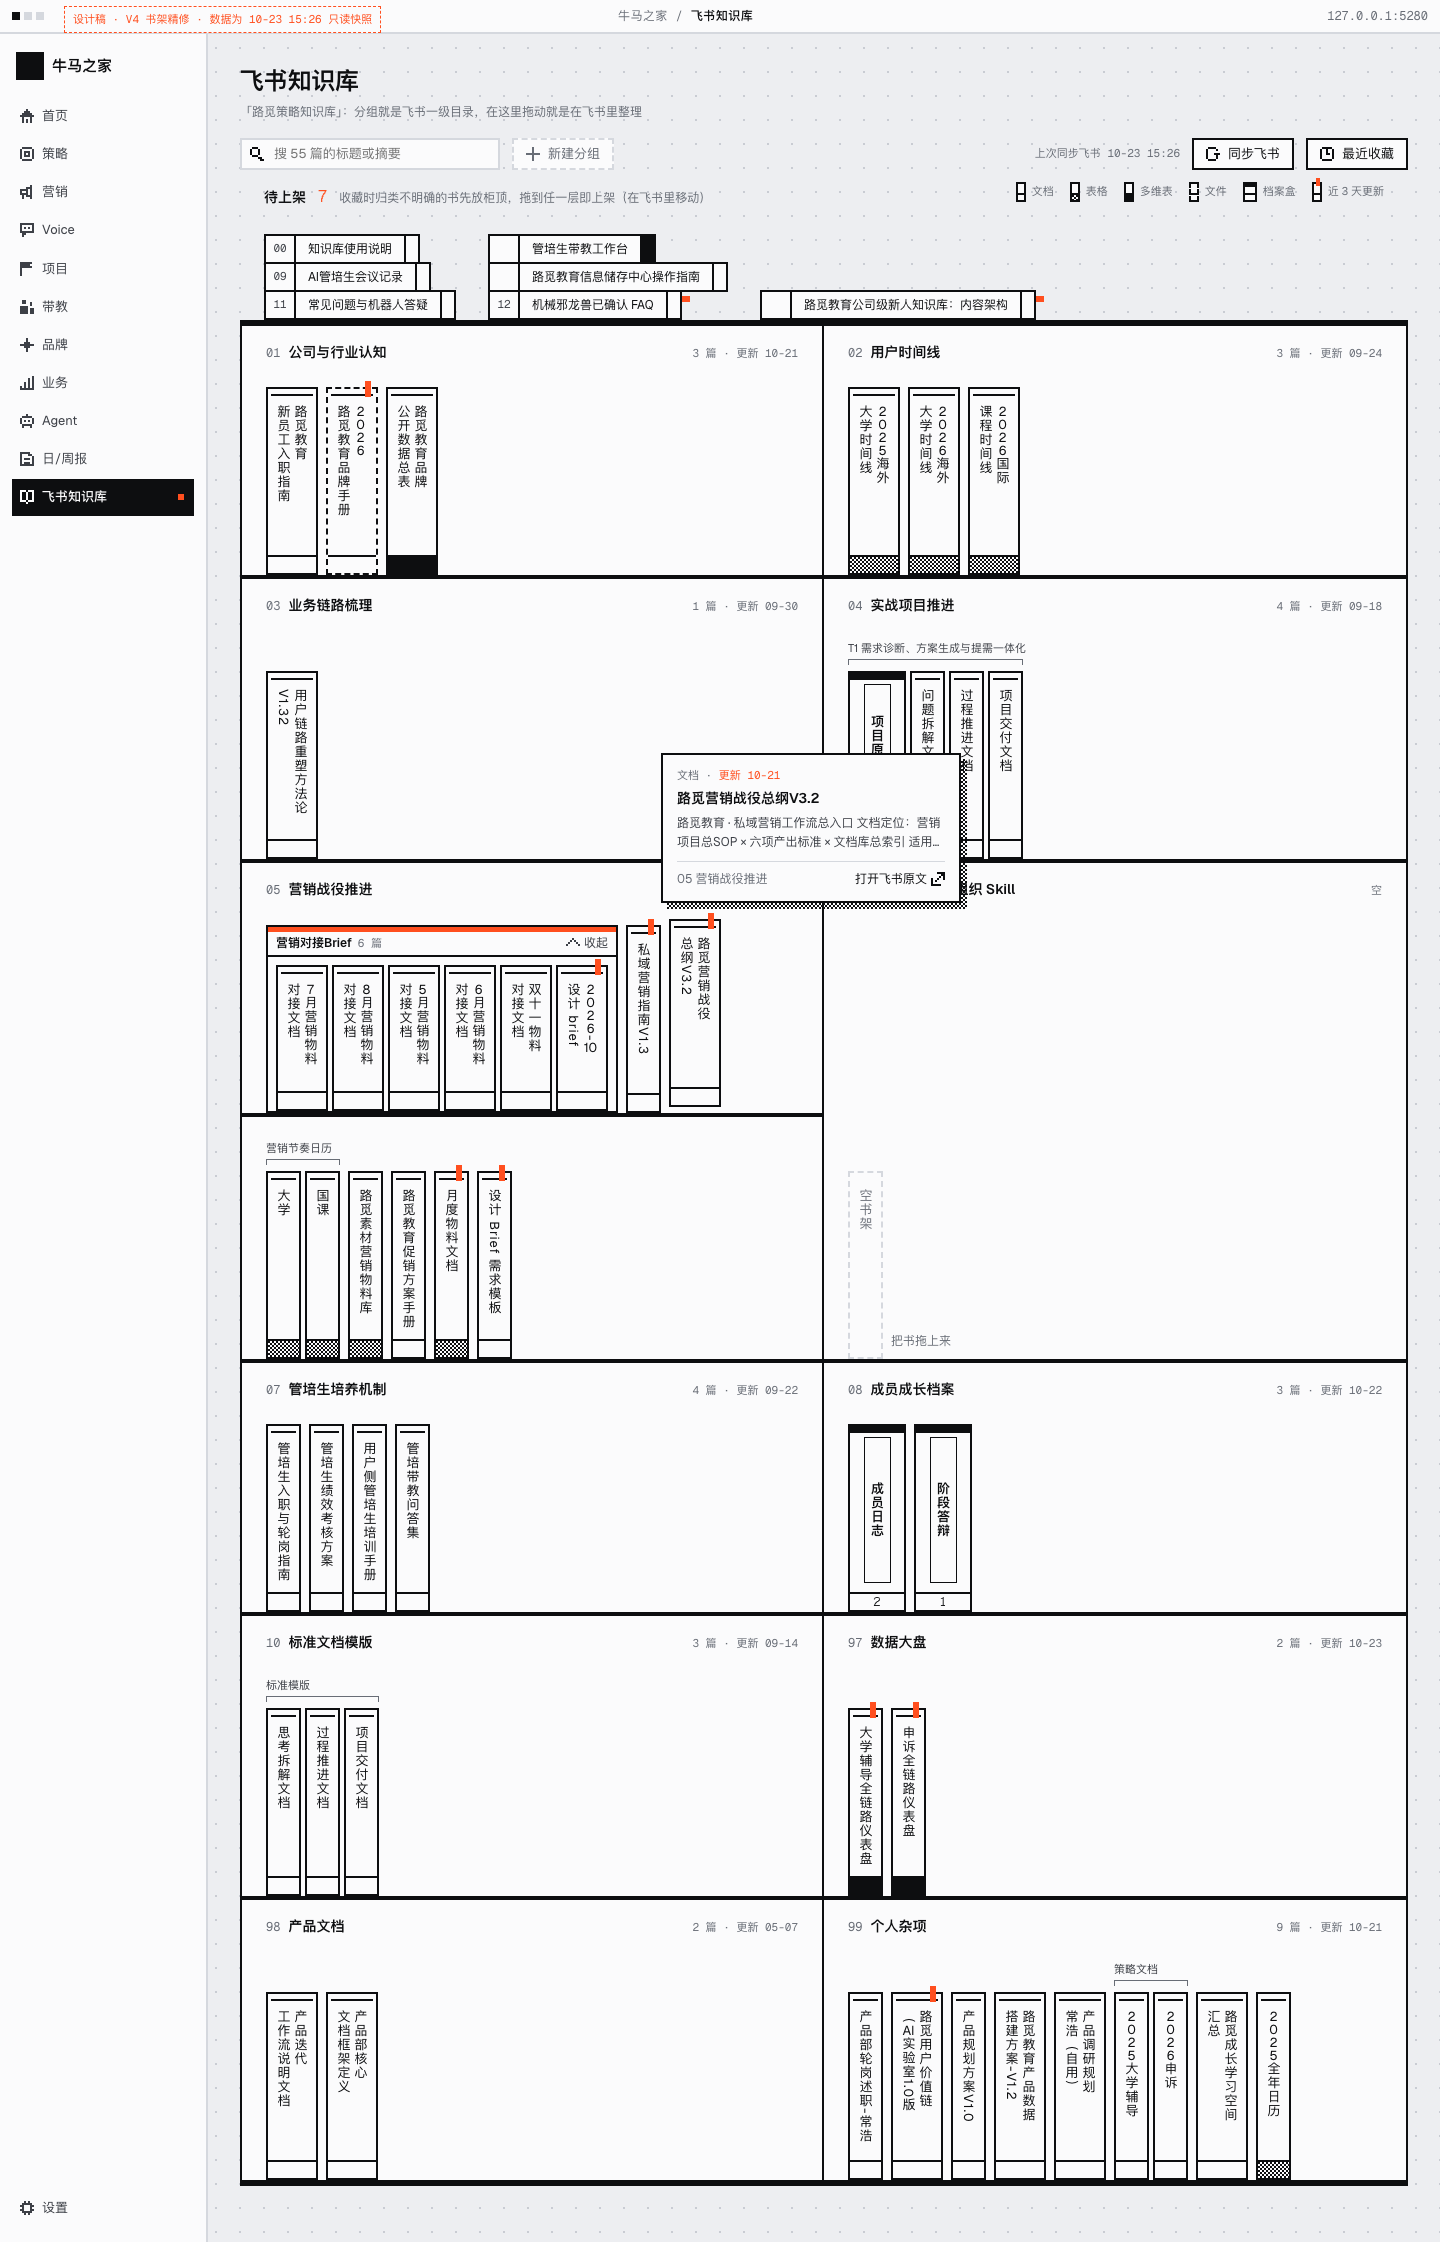 设计稿 · V4 书架精修 · 数据为 10-23 15:26 只读快照
牛马之家 / 飞书知识库
127.0.0.1:5280
牛马之家
首页
策略
营销
Voice
项目
带教
品牌
业务
Agent
日/周报
飞书知识库
设置
飞书知识库
「路觅策略知识库」：分组就是飞书一级目录，在这里拖动就是在飞书里整理
搜 55 篇的标题或摘要
新建分组
上次同步飞书 10-23 15:26
同步飞书
最近收藏
待上架 7 收藏时归类不明确的书先放柜顶，拖到任一层即上架（在飞书里移动）
文档 表格 多维表 文件 档案盒 近 3 天更新
00 知识库使用说明
09 AI管培生会议记录
11 常见问题与机器人答疑
管培生带教工作台
路觅教育信息储存中心操作指南
12 机械邪龙兽已确认 FAQ
路觅教育公司级新人知识库：内容架构
01 公司与行业认知
3 篇 · 更新 10-21
路觅教育
新员工入职指南
2026
路觅教育品牌手册
路觅教育品牌
公开数据总表
02 用户时间线
3 篇 · 更新 09-24
2025海外
大学时间线
2026海外
大学时间线
2026国际
课程时间线
03 业务链路梳理
1 篇 · 更新 09-30
用户链路重塑方法论
V1.32
04 实战项目推进
4 篇 · 更新 09-18
T1 需求诊断、方案生成与提需一体化
项目原
问题拆解文
过程推进文档
项目交付文档
文档 · 更新 10-21
路觅营销战役总纲V3.2
路觅教育 · 私域营销工作流总入口 文档定位：营销
项目总SOP × 六项产出标准 × 文档库总索引 适用…
05 营销战役推进
打开飞书原文
05 营销战役推进
营销对接Brief 6 篇
收起
7月营销物料
对接文档
8月营销物料
对接文档
5月营销物料
对接文档
6月营销物料
对接文档
双十一物料
对接文档
2026-10
设计 brief
私域营销指南V1.3
路觅营销战役
总纲V3.2
营销节奏日历
大学
国课
路觅素材营销物料库
路觅教育促销方案手册
月度物料文档
设计 Brief 需求模板
织 Skill
空
空书架
把书拖上来
07 管培生培养机制
4 篇 · 更新 09-22
管培生入职与轮岗指南
管培生绩效考核方案
用户侧管培生培训手册
管培带教问答集
08 成员成长档案
3 篇 · 更新 10-22
成员日志
2
阶段答辩
1
10 标准文档模版
3 篇 · 更新 09-14
标准模版
思考拆解文档
过程推进文档
项目交付文档
97 数据大盘
2 篇 · 更新 10-23
大学辅导全链路仪表盘
申诉全链路仪表盘
98 产品文档
2 篇 · 更新 05-07
产品迭代
工作流说明文档
产品部核心
文档框架定义
99 个人杂项
9 篇 · 更新 10-21
产品部轮岗述职-常浩
路觅用户价值链
（AI实验室1.0版
产品规划方案V1.0
路觅教育产品数据
搭建方案-V1.2
产品调研规划
常浩（自用）
策略文档
2025大学辅导
2026申诉
路觅成长学习空间
汇总
2025全年日历